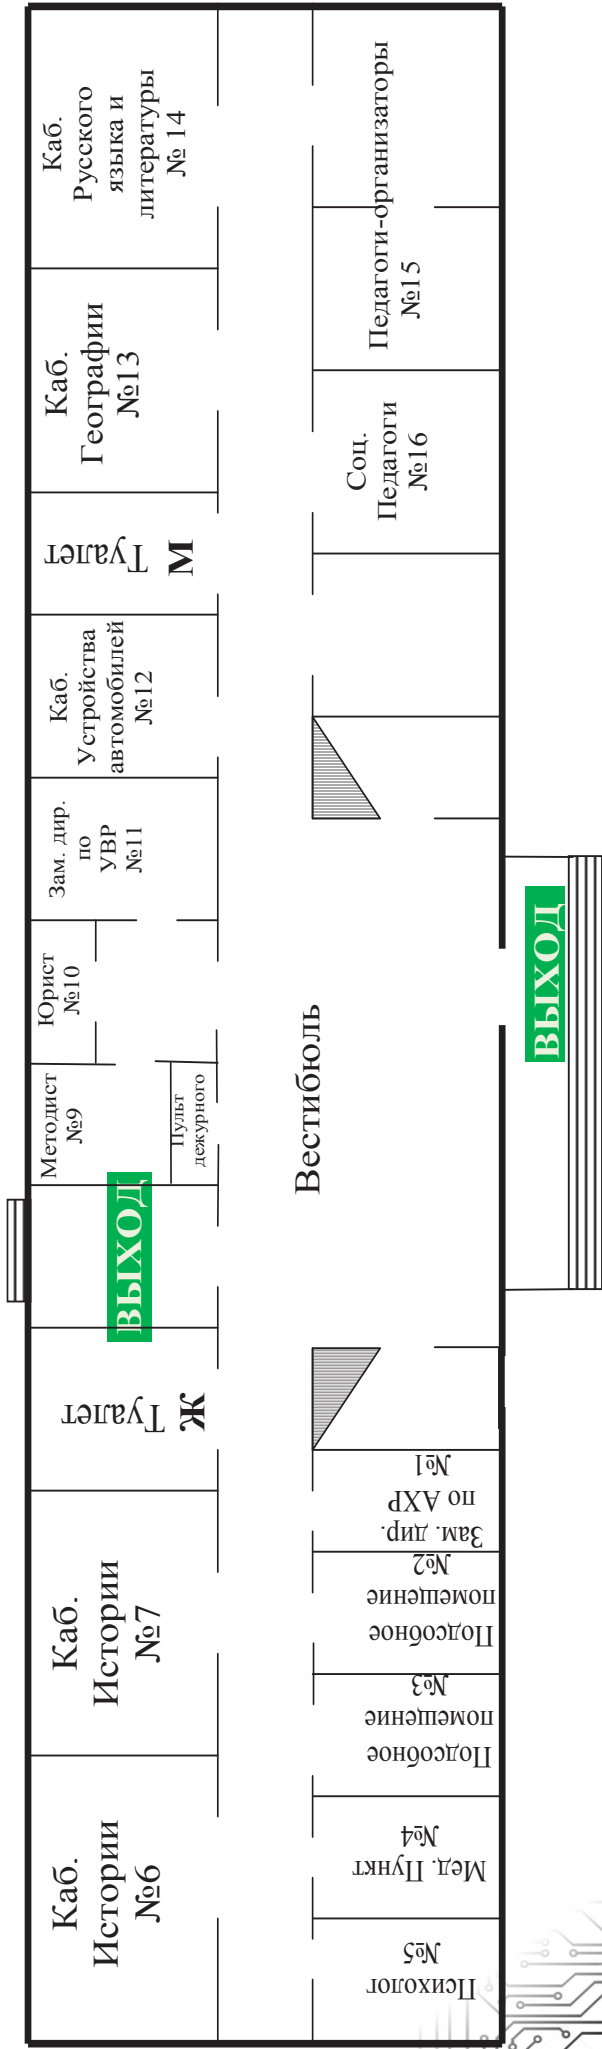 Каб.
Истории
№6
Каб.
Истории
№7
Туалет
Ж
ВЫХОД
Методист
№9
Пульт
дежурного
Юрист
№10
Зам. дир.
по
УВР
№11
Каб.
Устройства
автомобилей
№12
Туалет
М
Каб.
Географии
№13
Каб.
Русского
языка и
литературы
№ 14
Вестибюль
Психолог
№5
Мед. Пункт
№4
Подсобное
помещение
№3
Подсобное
помещение
№2
Зам. дир.
по АХР
№1
ВЫХОД
Соц.
Педагоги
№16
Педагоги-организаторы
№15